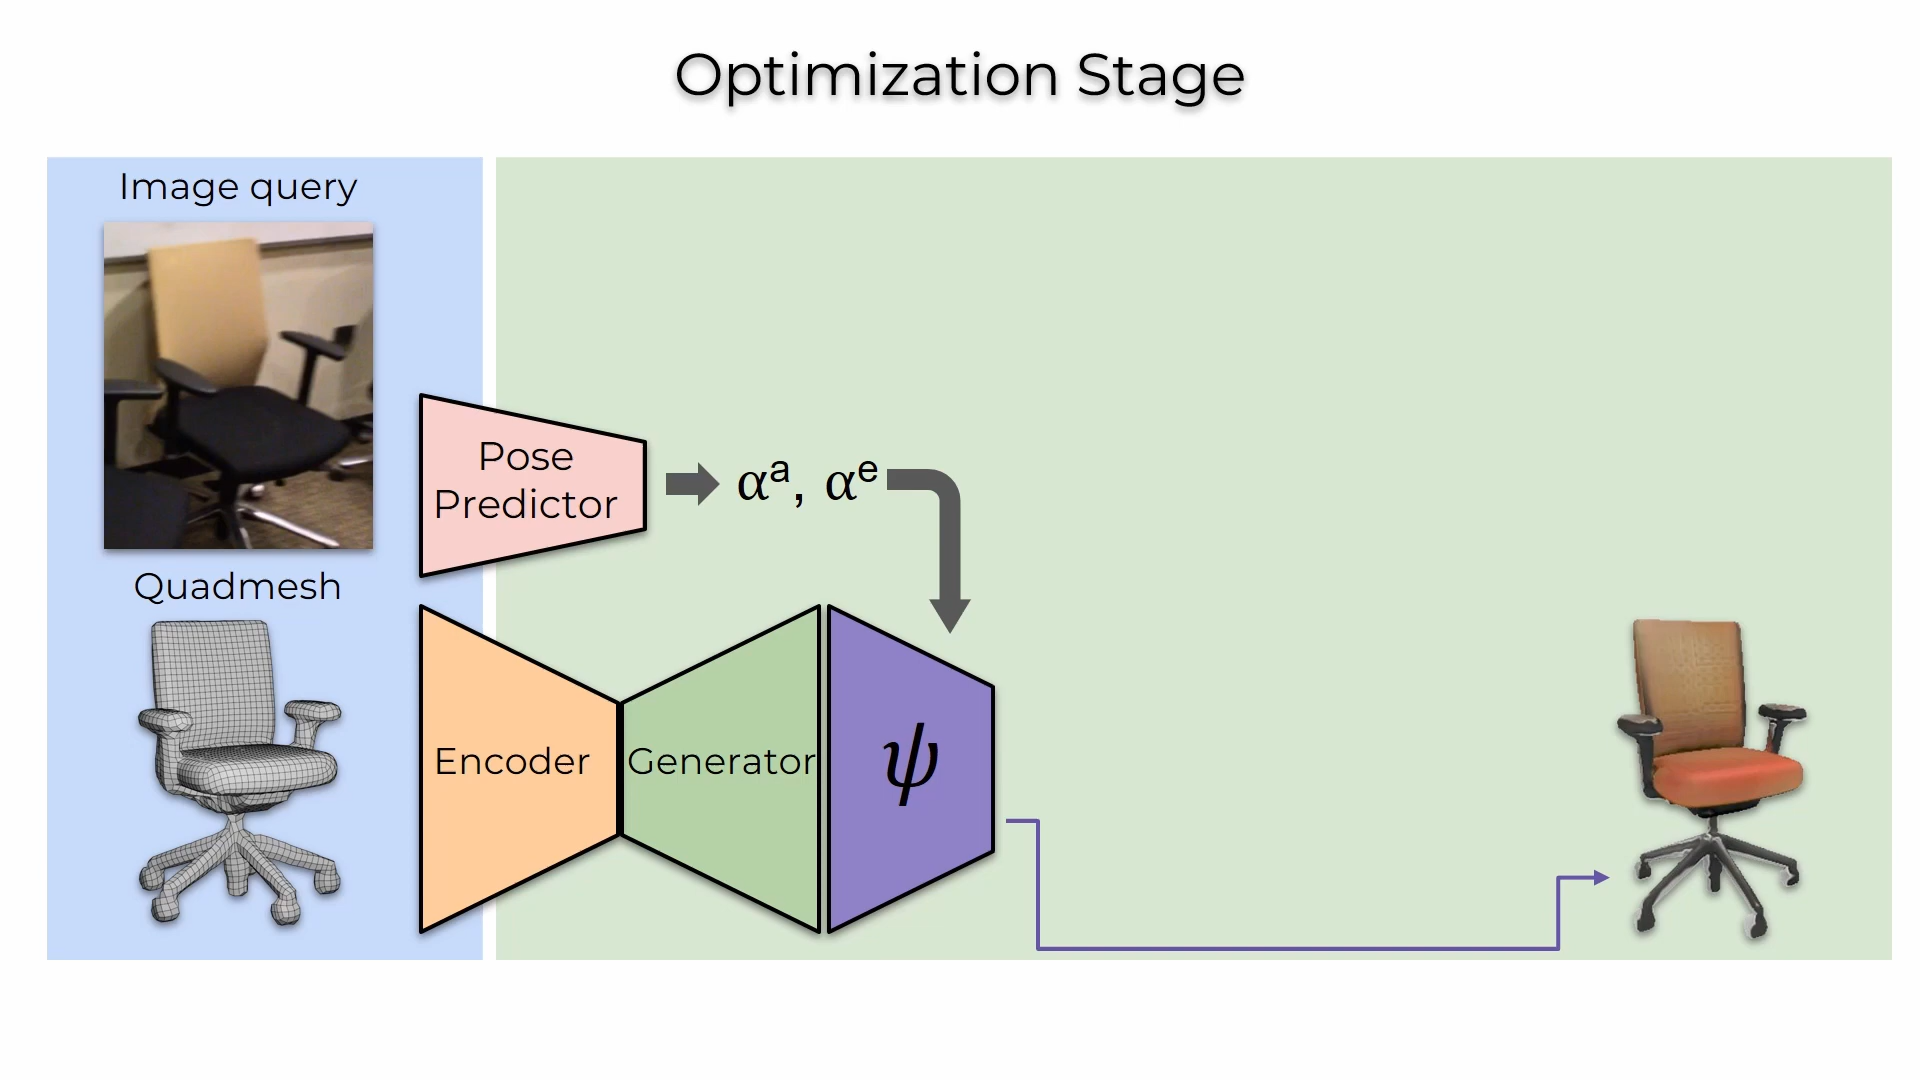 Optimization Stage
Image query
Pose
Predictor
αᵃ, αᵉ
Quadmesh
Encoder
Generator
ψ